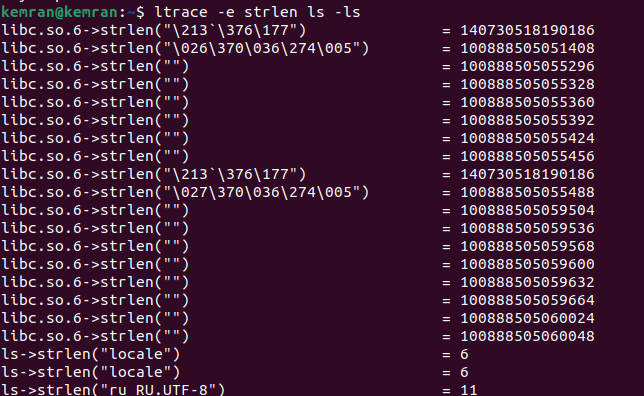 kemran@kemran:~$ ltrace -e strlen ls -ls
libc.so.6->strlen("\213`\376\177") = 140730518190186
libc.so.6->strlen("\026\370\036\274\005") = 100888505051408
libc.so.6->strlen("") = 100888505055296
libc.so.6->strlen("") = 100888505055328
libc.so.6->strlen("") = 100888505055360
libc.so.6->strlen("") = 100888505055392
libc.so.6->strlen("") = 100888505055424
libc.so.6->strlen("") = 100888505055456
libc.so.6->strlen("\213`\376\177") = 140730518190186
libc.so.6->strlen("\027\370\036\274\005") = 100888505055488
libc.so.6->strlen("") = 100888505059504
libc.so.6->strlen("") = 100888505059536
libc.so.6->strlen("") = 100888505059568
libc.so.6->strlen("") = 100888505059600
libc.so.6->strlen("") = 100888505059632
libc.so.6->strlen("") = 100888505059664
libc.so.6->strlen("") = 100888505060024
libc.so.6->strlen("") = 100888505060048
ls->strlen("locale") = 6
ls->strlen("locale") = 6
ls->strlen("ru_RU.UTF-8") = 11